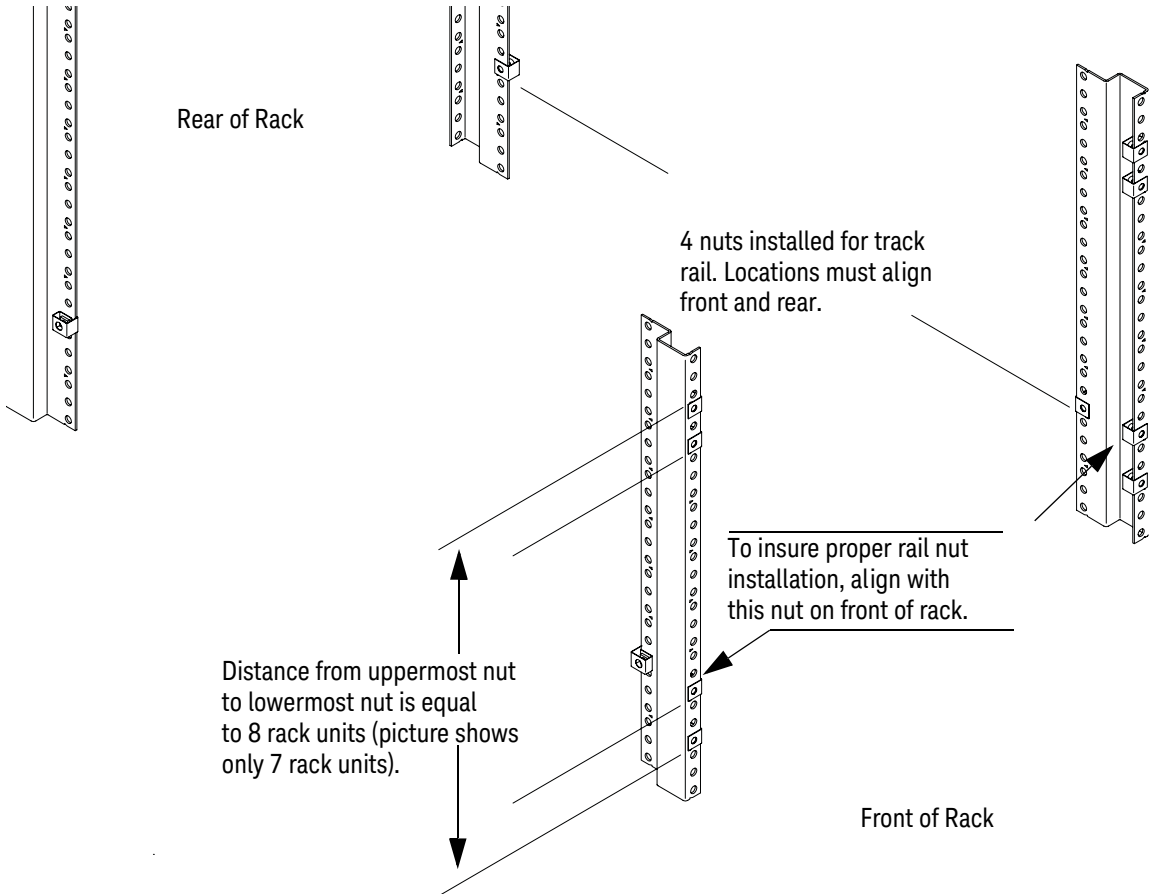 Rear of Rack
4 nuts installed for track
rail. Locations must align
front and rear.
To insure proper rail nut
installation, align with
this nut on front of rack.
Distance from uppermost nut
to lowermost nut is equal
to 8 rack units (picture shows
only 7 rack units).
Front of Rack